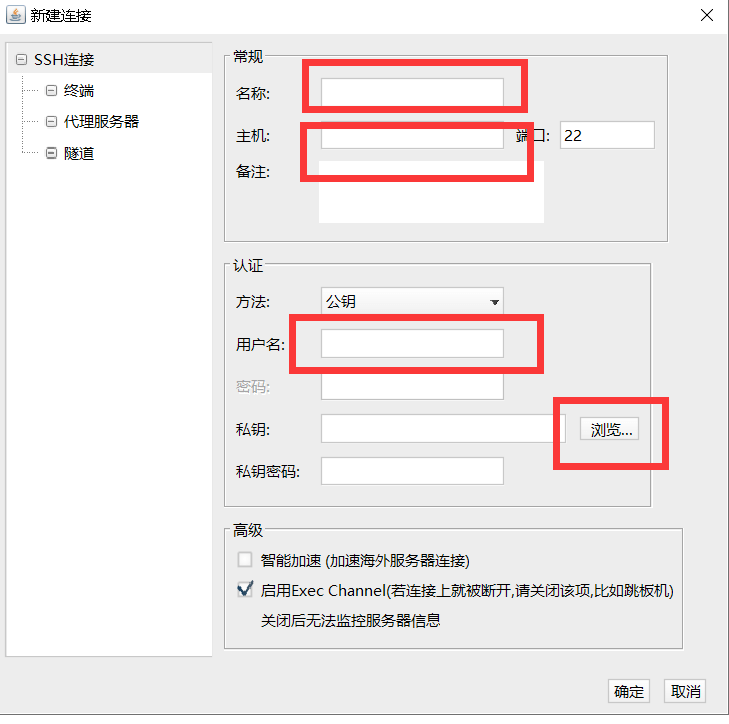 新建连接
SSH连接
终端
代理服务器
隧道
常规
名称:
主机:
端口: 22
备注:
认证
方法: 公钥
用户名:
密码:
私钥: 浏览...
私钥密码:
高级
智能加速 (加速海外服务器连接)
启用Exec Channel(若连接上就被断开,请关闭该项,比如跳板机)
关闭后无法监控服务器信息
确定 取消